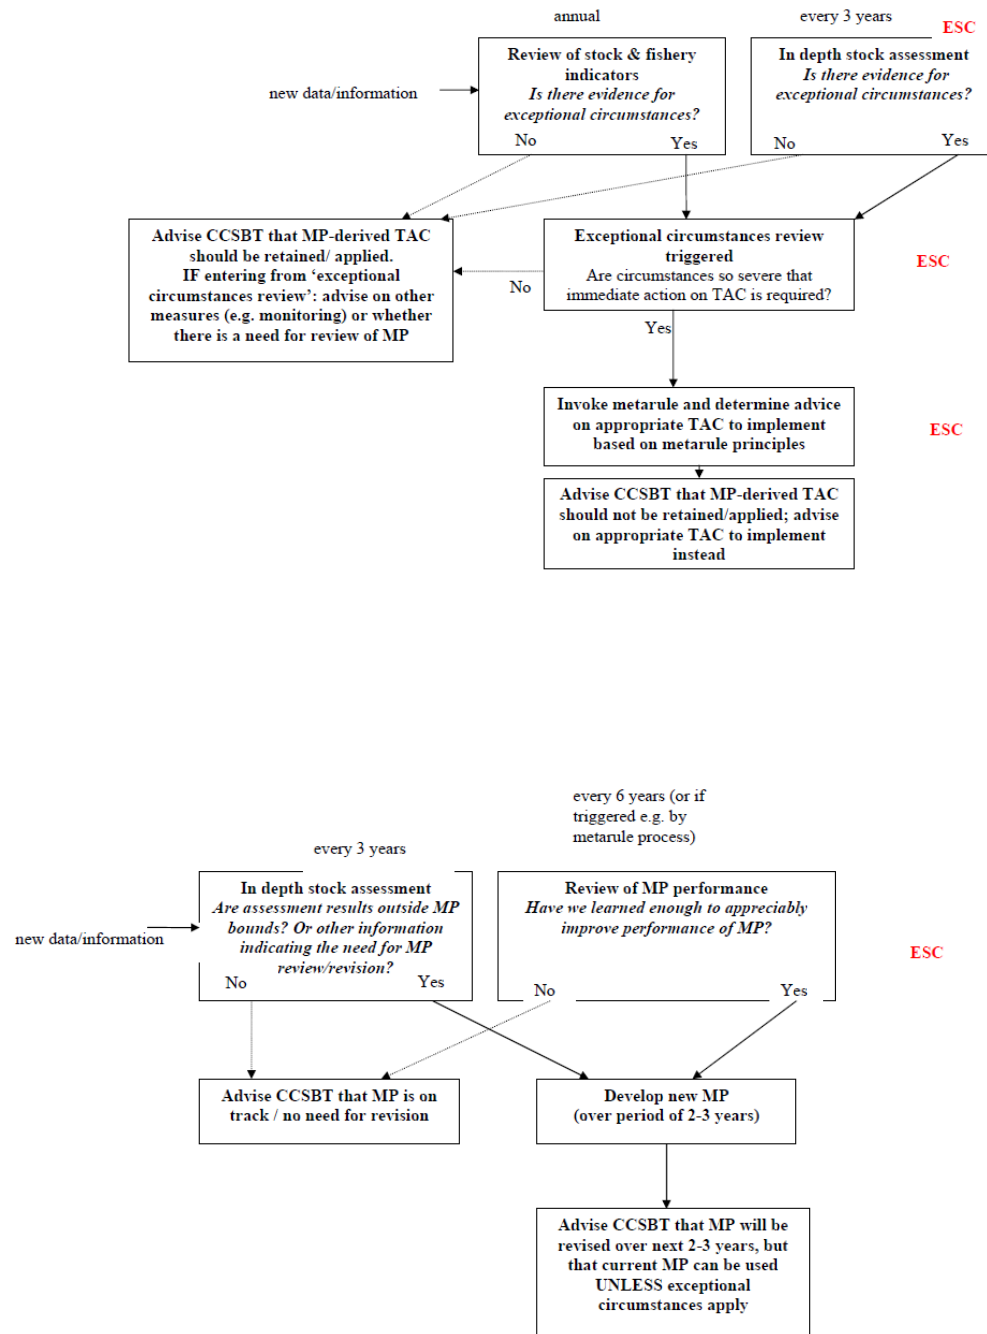 annual
every 3 years
ESC
Review of stock & fishery
indicators
Is there evidence for
exceptional circumstances?
No
Yes
In depth stock assessment
Is there evidence for
exceptional circumstances?
No
Yes
new data/information
Advise CCSBT that MP-derived TAC
should be retained/ applied.
IF entering from ‘exceptional
circumstances review’: advise on other
measures (e.g. monitoring) or whether
there is a need for review of MP
Exceptional circumstances review
triggered
Are circumstances so severe that
immediate action on TAC is required?
ESC
No
Yes
Invoke metarule and determine advice
on appropriate TAC to implement
based on metarule principles
ESC
Advise CCSBT that MP-derived TAC
should not be retained/applied; advise
on appropriate TAC to implement
instead
every 6 years (or if
triggered e.g. by
metarule process)
every 3 years
In depth stock assessment
Are assessment results outside MP
bounds? Or other information
indicating the need for MP
review/revision?
No
Yes
Review of MP performance
Have we learned enough to appreciably
improve performance of MP?
No
Yes
new data/information
ESC
Advise CCSBT that MP is on
track / no need for revision
Develop new MP
(over period of 2-3 years)
Advise CCSBT that MP will be
revised over next 2-3 years, but
that current MP can be used
UNLESS exceptional
circumstances apply